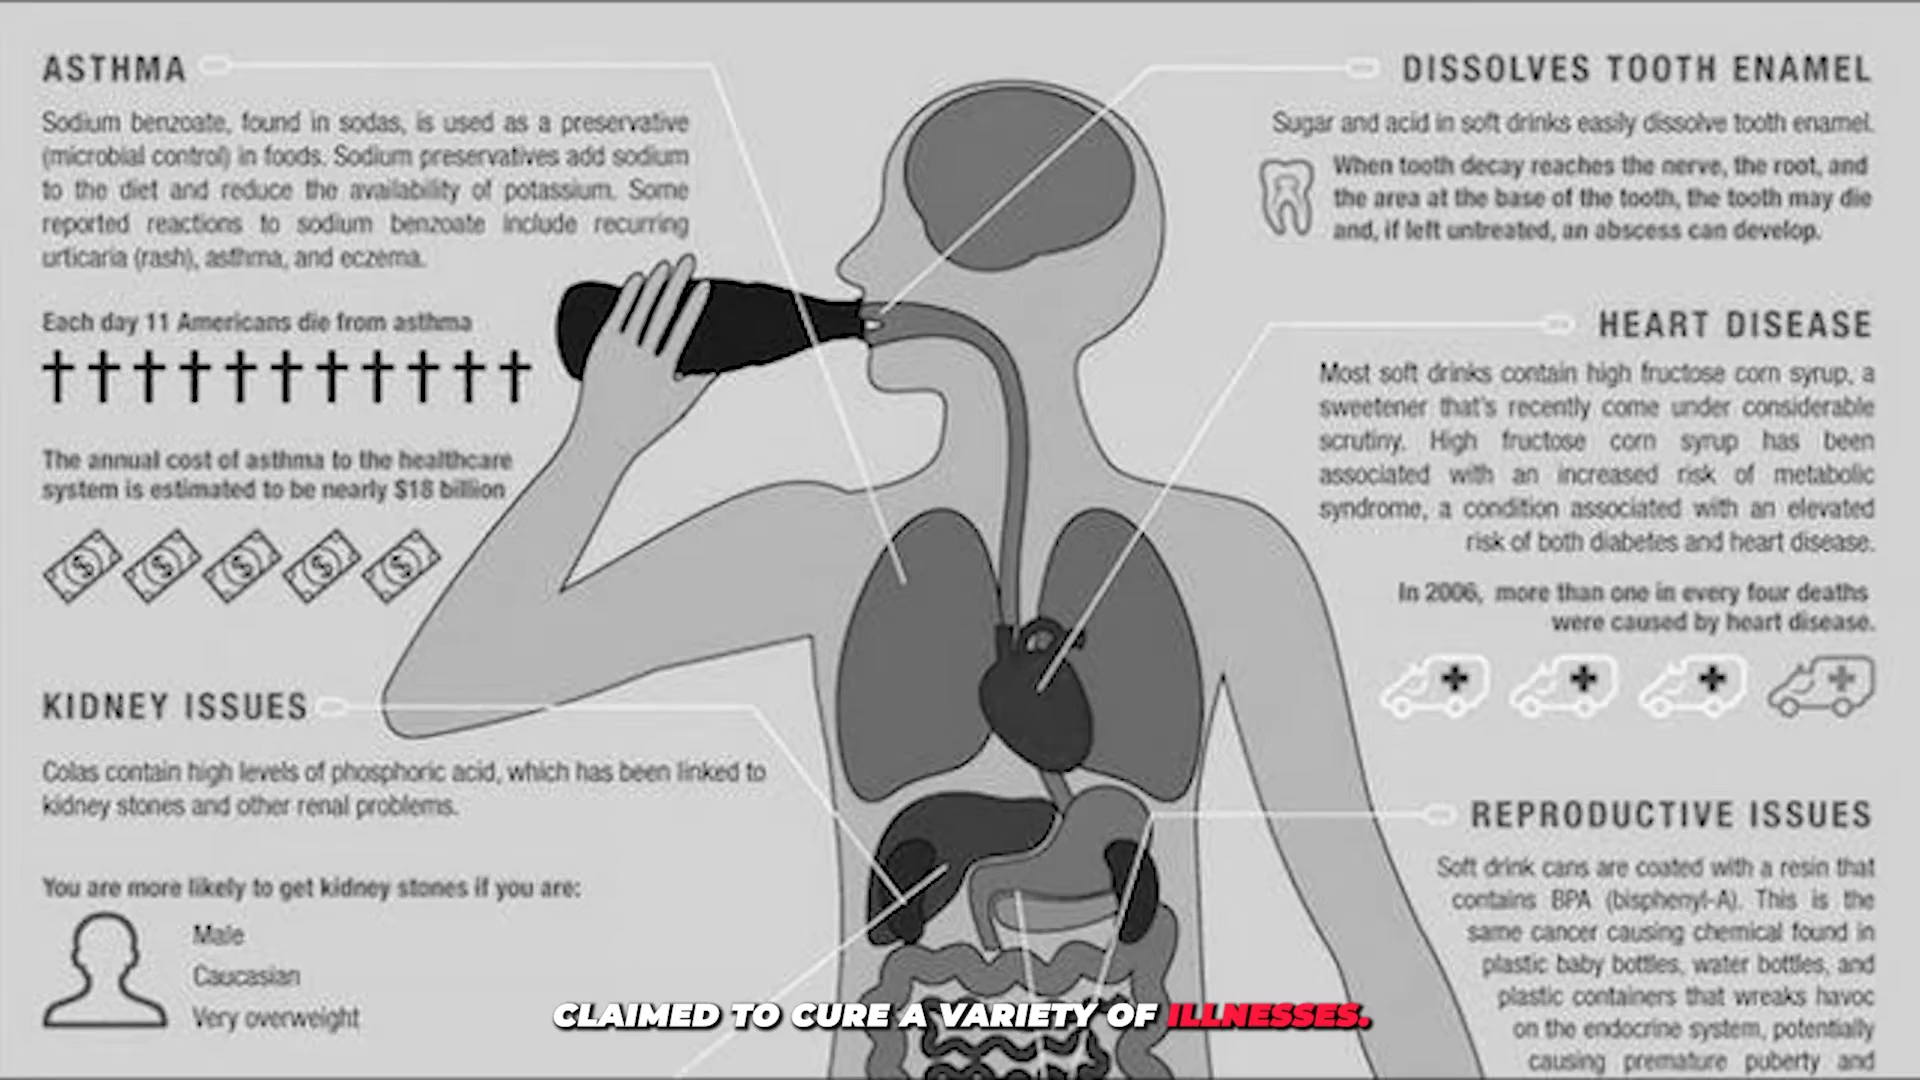 ASTHMA
Sodium benzoate, found in sodas, is used as a preservative
(microbial control) in foods. Sodium preservatives add sodium
to the diet and reduce the availability of potassium. Some
reported reactions to sodium benzoate include recurring
urticaria (rash), asthma, and eczema.
Each day 11 Americans die from asthma
The annual cost of asthma to the healthcare
system is estimated to be nearly $18 billion
$ $ $ $ $
KIDNEY ISSUES
Colas contain high levels of phosphoric acid, which has been linked to
kidney stones and other renal problems.
You are more likely to get kidney stones if you are:
Male
Caucasian
Very overweight
DISSOLVES TOOTH ENAMEL
Sugar and acid in soft drinks easily dissolve tooth enamel.
When tooth decay reaches the nerve, the root, and
the area at the base of the tooth, the tooth may die
and, if left untreated, an abscess can develop.
HEART DISEASE
Most soft drinks contain high fructose corn syrup, a
sweetener that's recently come under considerable
scrutiny. High fructose corn syrup has been
associated with an increased risk of metabolic
syndrome, a condition associated with an elevated
risk of both diabetes and heart disease.
In 2006, more than one in every four deaths
were caused by heart disease.
REPRODUCTIVE ISSUES
Soft drink cans are coated with a resin that
contains BPA (bisphenyl-A). This is the
same cancer causing chemical found in
plastic baby bottles, water bottles, and
plastic containers that wreaks havoc
on the endocrine system, potentially
causing premature puberty and
CLAIMED TO CURE A VARIETY OF ILLNESSES.